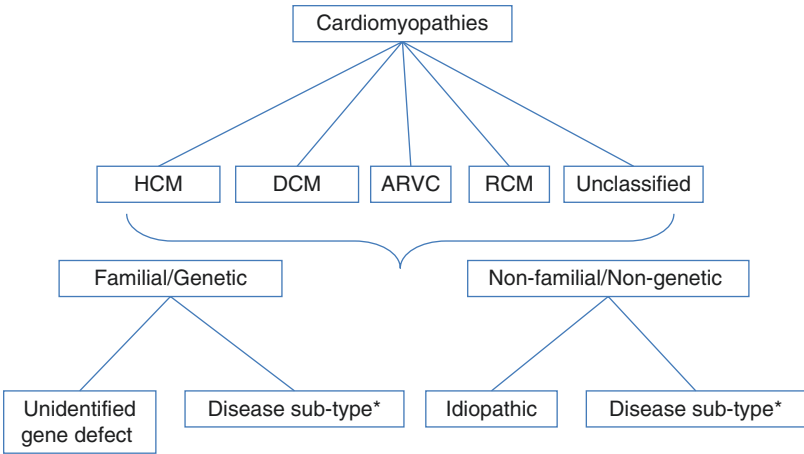 Cardiomyopathies
HCM
DCM
ARVC
RCM
Unclassified
Familial/Genetic
Non-familial/Non-genetic
Unidentified
gene defect
Disease sub-type*
Idiopathic
Disease sub-type*